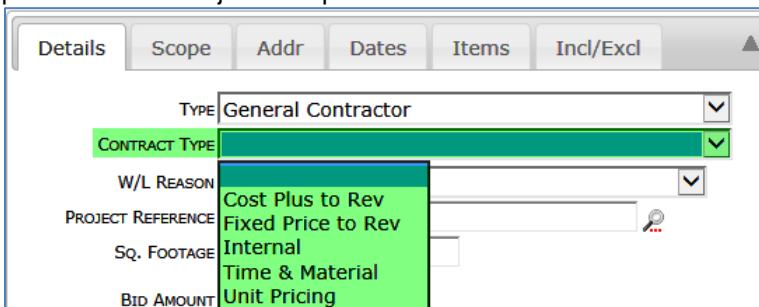 Details Scope Addr Dates Items Incl/Excl
TYPE General Contractor
CONTRACT TYPE
W/L REASON
Cost Plus to Rev
PROJECT REFERENCE Fixed Price to Rev
SQ. FOOTAGE Internal
Time & Material
BID AMOUNT Unit Pricing